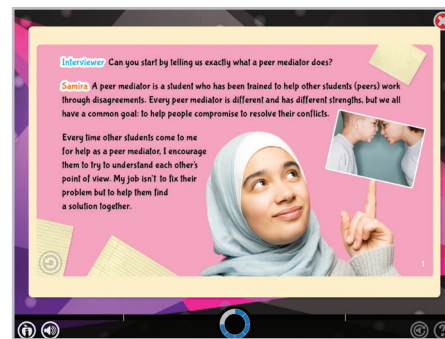 Interviewer Can you start by telling us exactly what a peer mediator does?
Samira A peer mediator is a student who has been trained to help other students (peers) work
through disagreements. Every peer mediator is different and has different strengths, but we all
have a common goal: to help people compromise to resolve their conflicts.
Every time other students come to me
for help as a peer mediator, I encourage
them to try to understand each other's
point of view. My job isn't to fix their
problem but to help them find
a solution together.
1
?